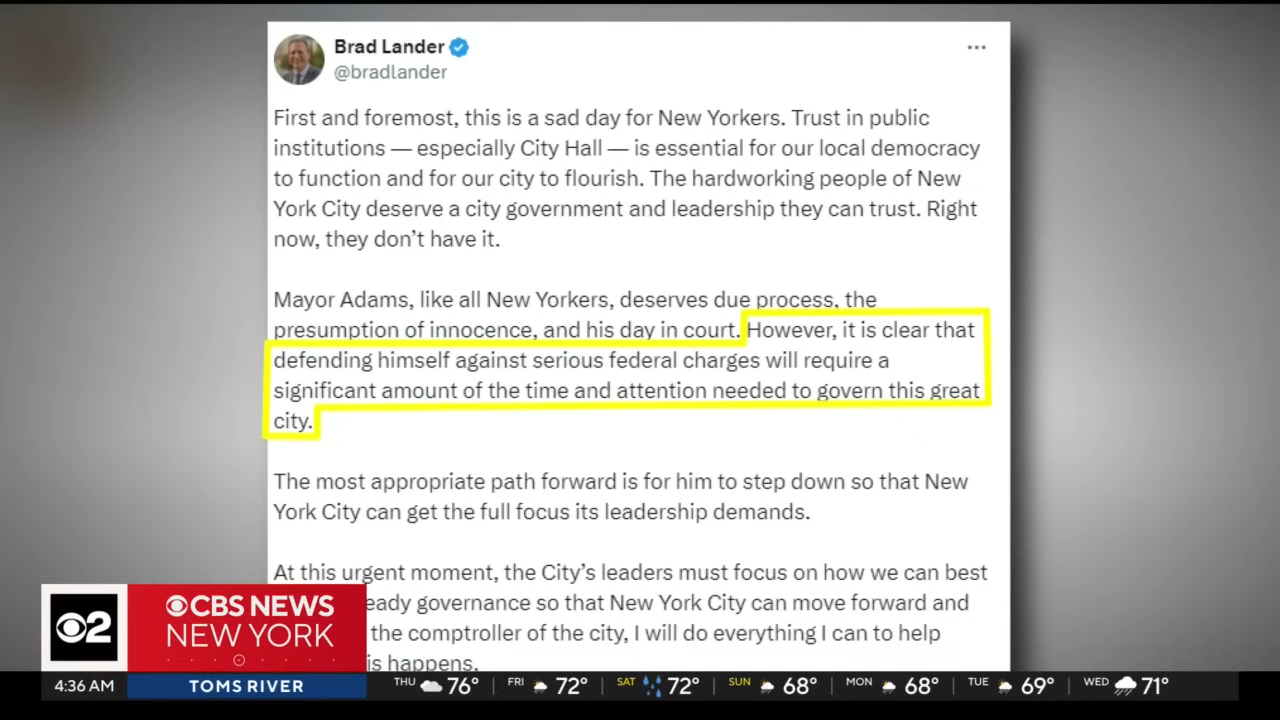 Brad Lander
@bradlander
First and foremost, this is a sad day for New Yorkers. Trust in public
institutions — especially City Hall — is essential for our local democracy
to function and for our city to flourish. The hardworking people of New
York City deserve a city government and leadership they can trust. Right
now, they don’t have it.
Mayor Adams, like all New Yorkers, deserves due process, the
presumption of innocence, and his day in court. However, it is clear that
defending himself against serious federal charges will require a
significant amount of the time and attention needed to govern this great
city.
The most appropriate path forward is for him to step down so that New
York City can get the full focus its leadership demands.
At this urgent moment, the City’s leaders must focus on how we can best
governance so that New York City can move forward and
the comptroller of the city, I will do everything I can to help
happens.
2
CBS NEWS
NEW YORK
4:36 AM
TOMS RIVER
THU 76° FRI 72° SAT 72° SUN 68° MON 68° TUE 69° WED 71°